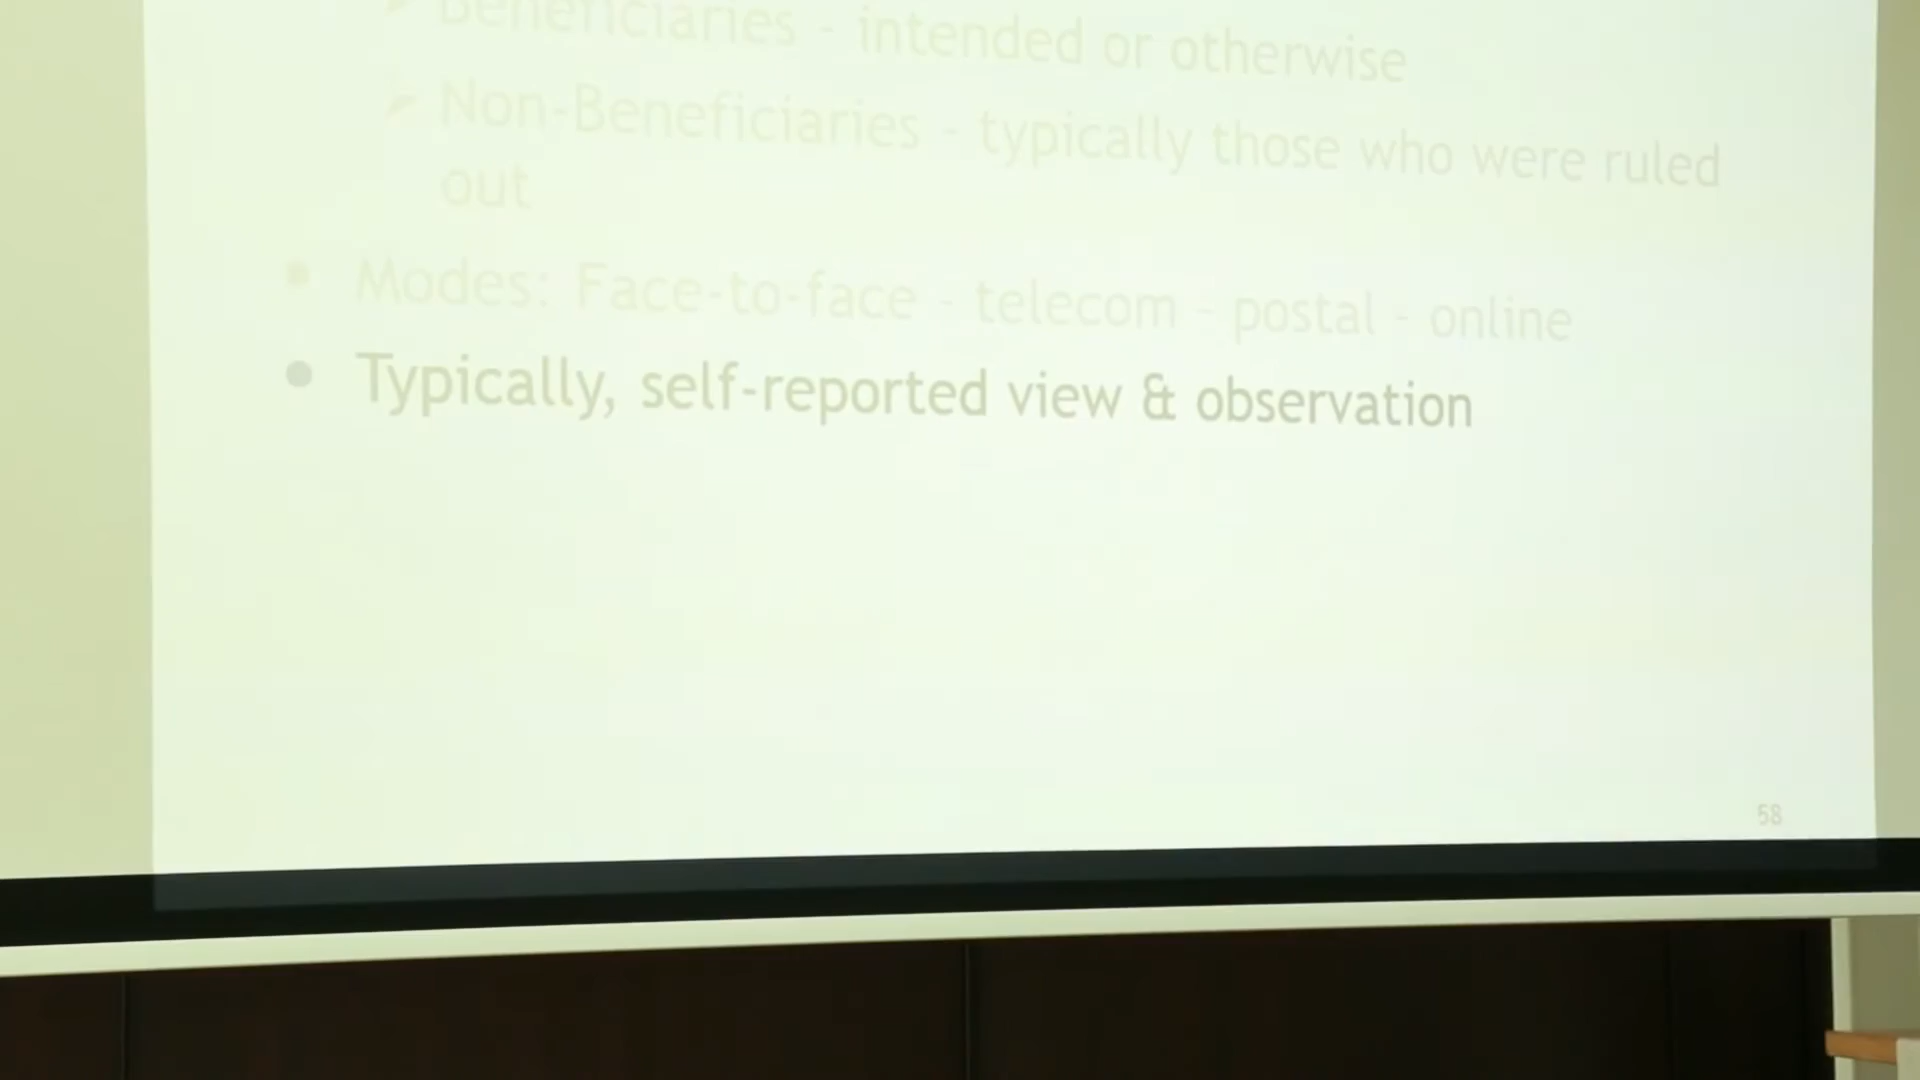 ➤ Beneficiaries - intended or otherwise
➤ Non-Beneficiaries - typically those who were ruled
out
• Modes: Face-to-face - telecom - postal - online
• Typically, self-reported view & observation
58